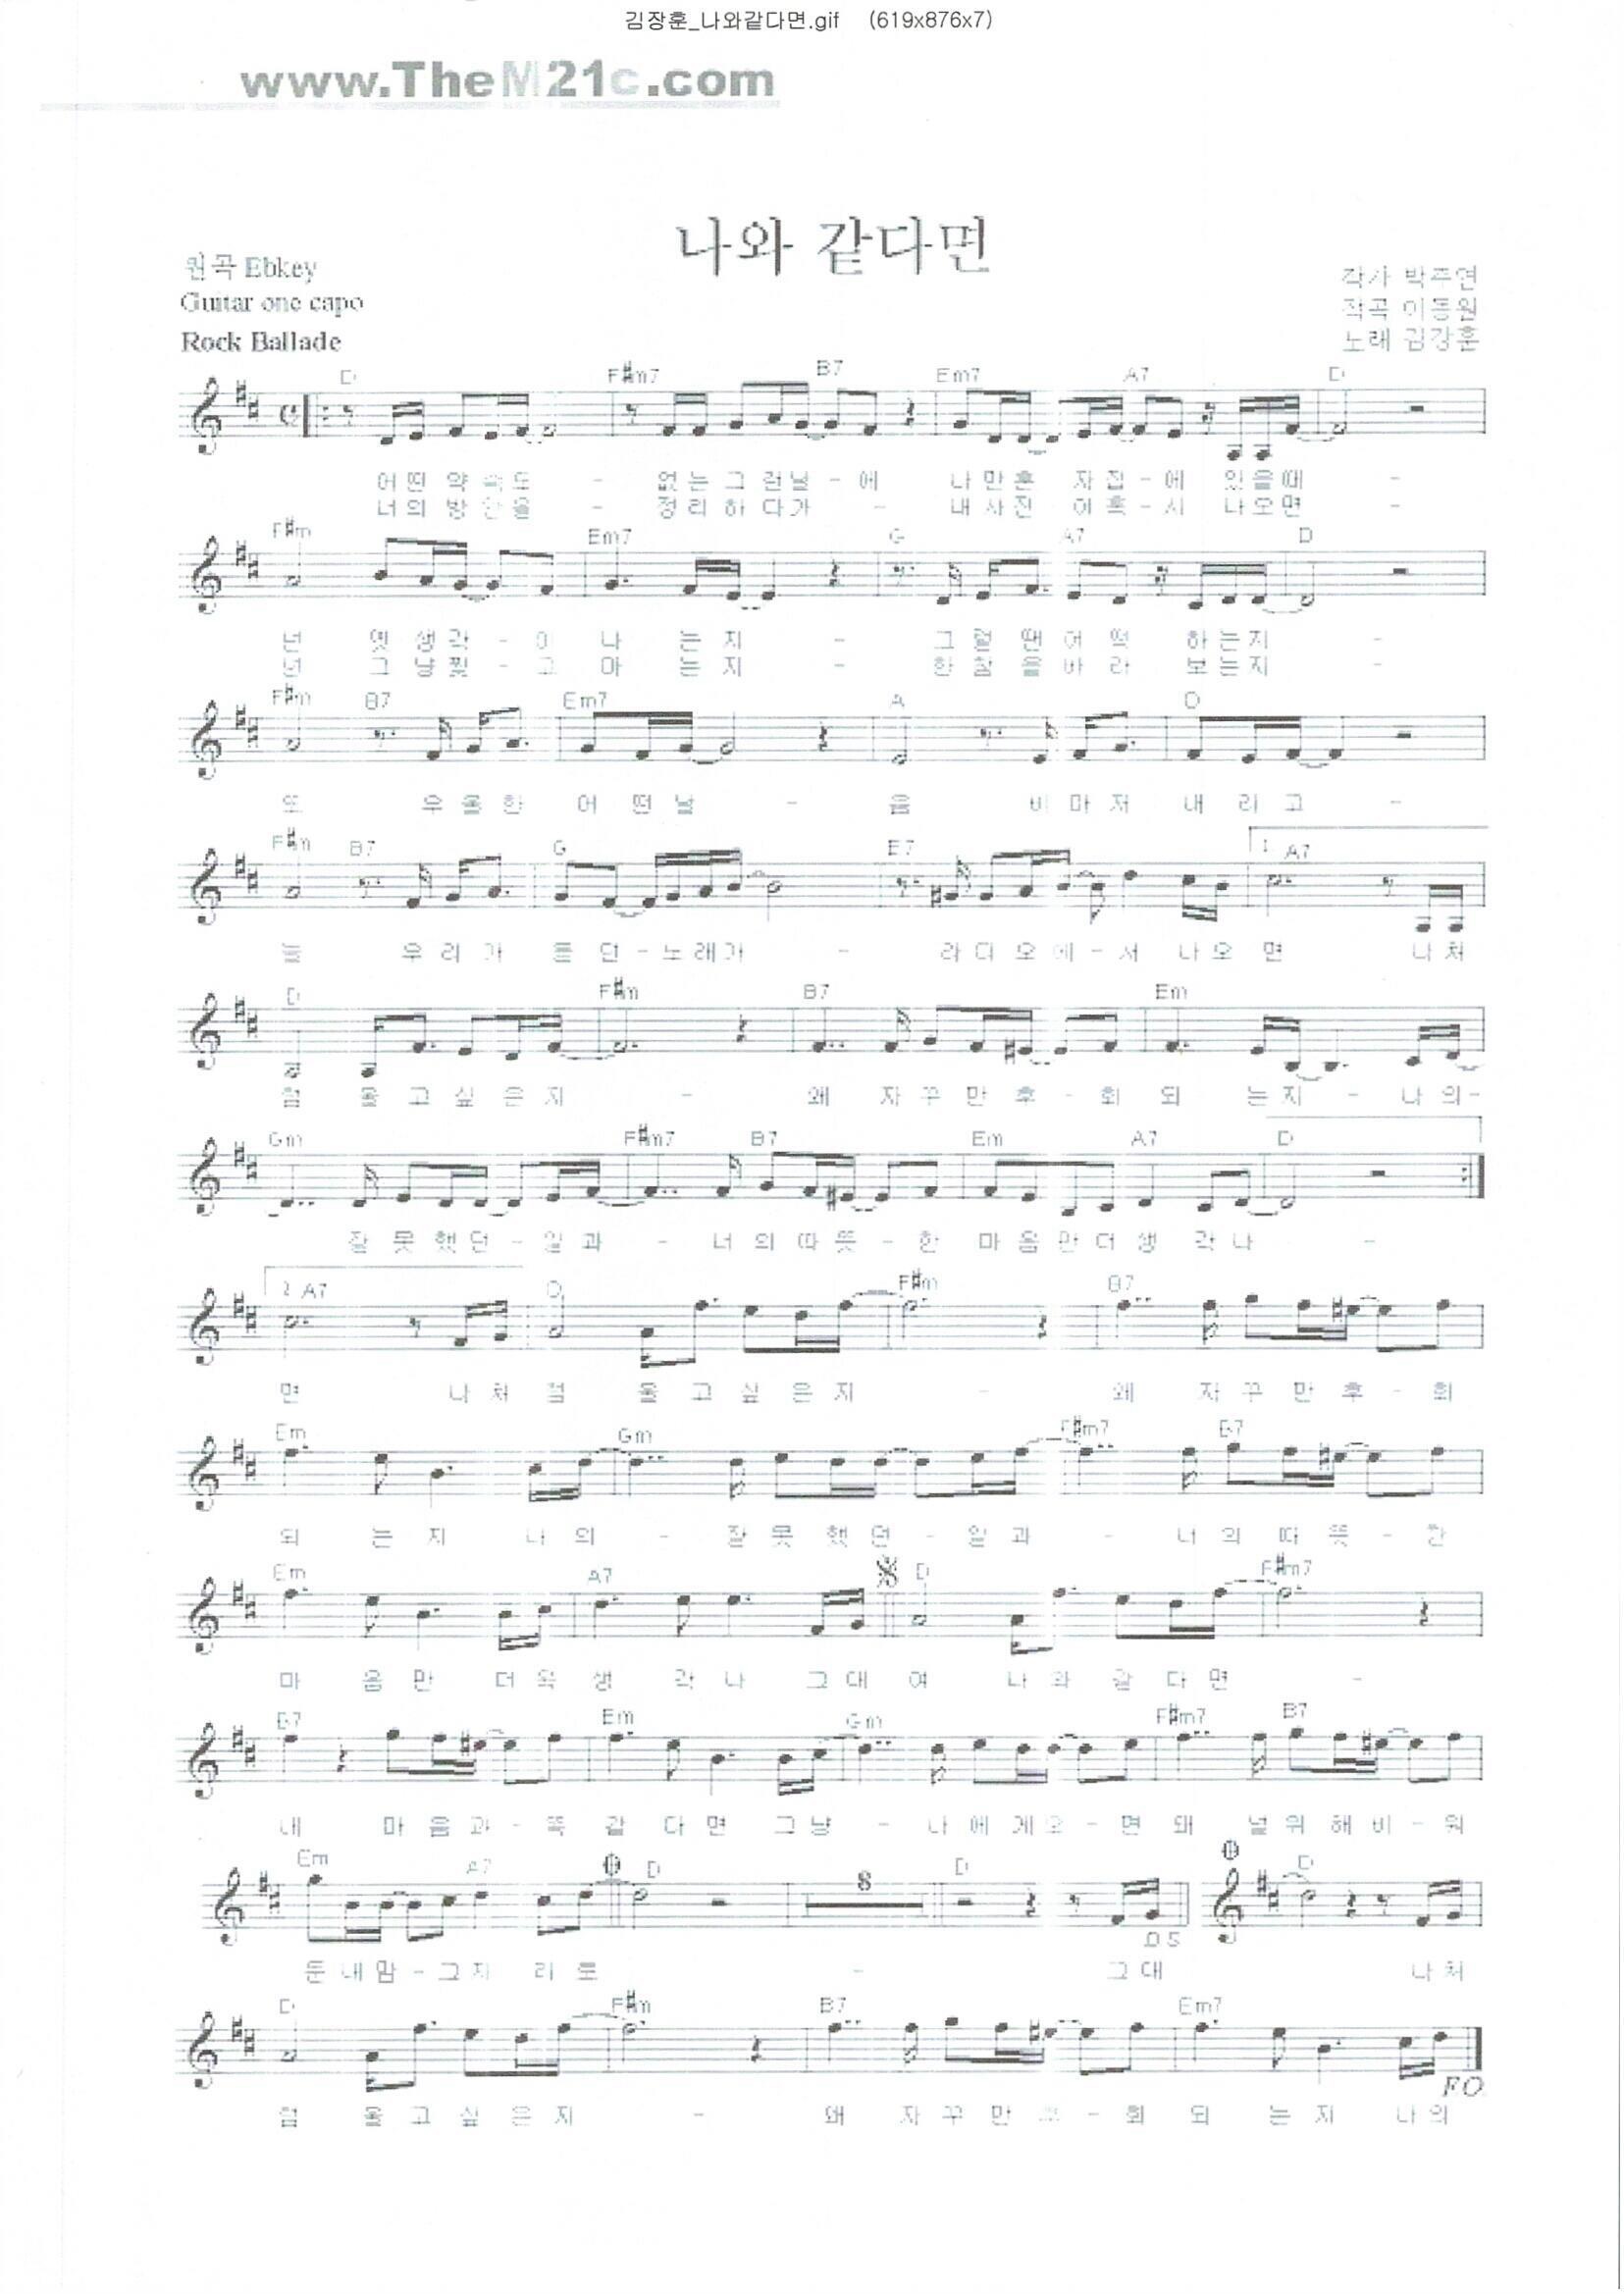 김장훈_나와같다면.gif (619x876x7)
www.TheM21c.com
나와 같다면
원곡 Ebkey
Guitar one capo
Rock Ballade
작가 박주연
작곡 이동원
노래 김장훈
D F#m7 B7 Em7 A7 D
어떤 약속도 - 없는그런날-에 나만혼 자집-에 있을때 -
너의 방안을 - 정리하다가 - 내사진 이혹-시 나오면 -
F#m Em7 G A7 D
넌 옛생각-이 나 는지 - 그럴땐어떡 하는지 -
넌 그냥찢-고 마 는지 - 한참을바라 보는지 -
F#m B7 Em7 A D
또 우울한 어떤날 - 음 비마저 내리고 -
F#m B7 G E7 1. A7
늘 우리가 듣던-노래가 - 라디오에-서 나오면 나처
D F#m B7 Em
럼 울고싶은지 - 왜 자꾸만후-회되 는지 - 나의-
Gm F#m7 B7 Em A7 D
잘못했던-일과 - 너의따뜻-한 마음만더생각나 -
2. A7 D F#m B7
면 나처럼 울고싶은지 - 왜 자꾸만후-회
Em Gm F#m7 B7
되 는지 나의 - 잘못했던-일과 - 너의따뜻-한
Em A7 D F#m7
마 음만 더욱생 각나 그대여 나와같다면 -
B7 Em Gm F#m7 B7
내 마음과-똑 같다면그냥 - 나에게오-면돼 널위해비-워
Em A7 D 8 D D
D S
둔내맘-그자리로 - 그대 나처
D F#m B7 Em7
FO
럼 울고싶은지 - 왜 자꾸만후-회되 는지 나의